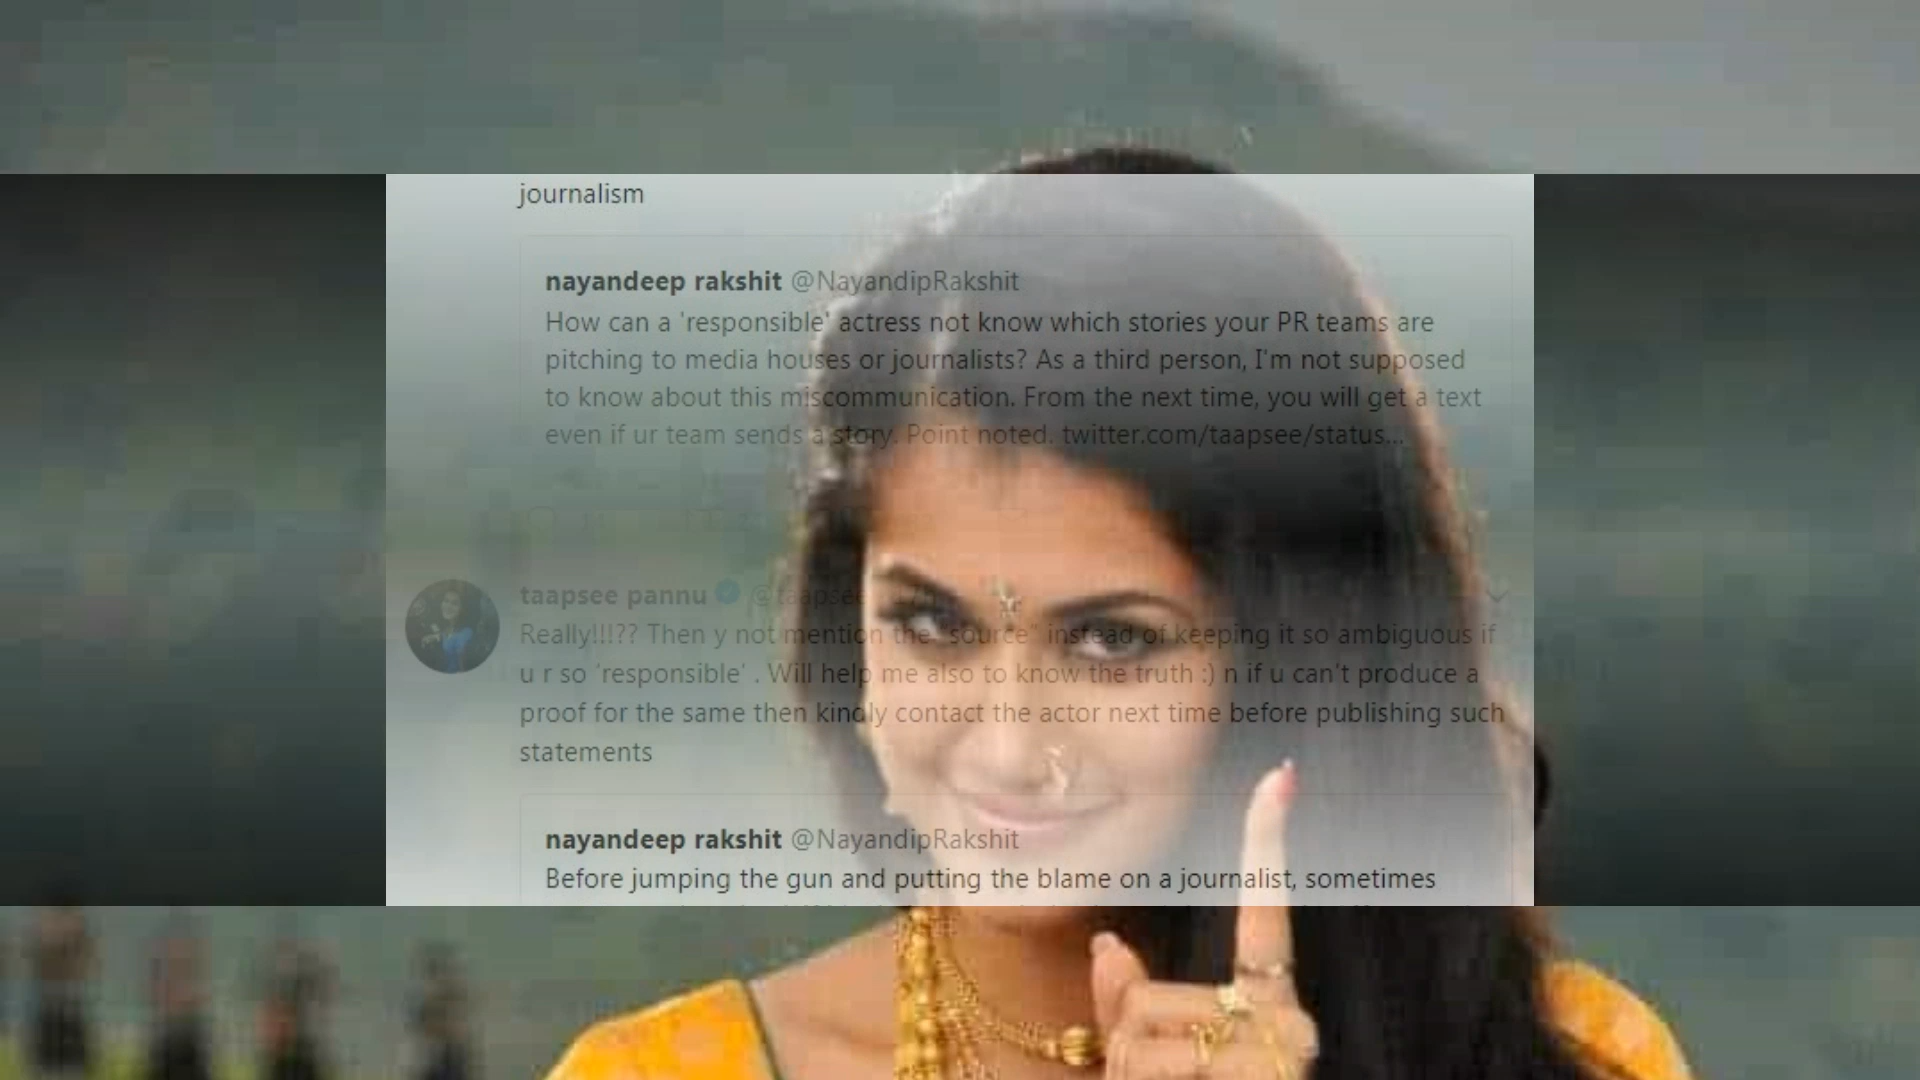 journalism
nayandeep rakshit @NayandipRakshit
How can a 'responsible' actress not know which stories your PR teams are
pitching to media houses or journalists? As a third person, I'm not supposed
to know about this miscommunication. From the next time, you will get a text
even if ur team sends a story. Point noted. twitter.com/taapsee/status...
taapsee pannu @taapsee
Really!!!?? Then y not mention the "source" instead of keeping it so ambiguous if
u r so 'responsible' . Will help me also to know the truth :) n if u can't produce a
proof for the same then kindly contact the actor next time before publishing such
statements
nayandeep rakshit @NayandipRakshit
Before jumping the gun and putting the blame on a journalist, sometimes